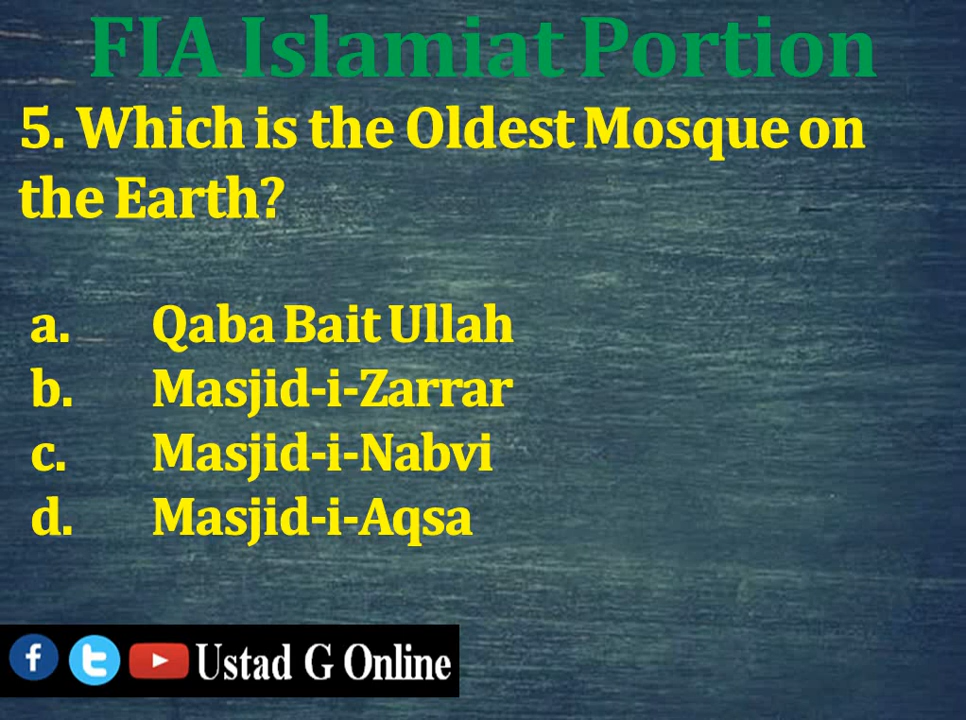 FIA Islamiat Portion
5. Which is the Oldest Mosque on
the Earth?
a. Qaba Bait Ullah
b. Masjid-i-Zarrar
c. Masjid-i-Nabvi
d. Masjid-i-Aqsa
Ustad G Online